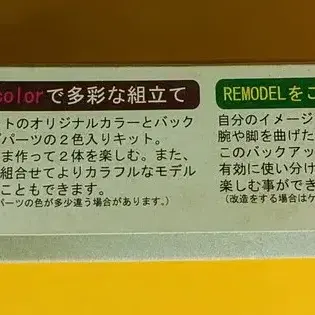 colorで多彩な組立て
トのオリジナルカラーとバック
パーツの2色入りキット。
ま作って2体を楽しむ。また、
組合せてよりカラフルなモデル
こともできます。
パーツの色が多少違う場合があります。)
REMODELをこ
自分のイメージ
腕や脚を曲げた
このバックアッ
有効に使い分け
楽しむ事ができ
(改造をする場合はケ